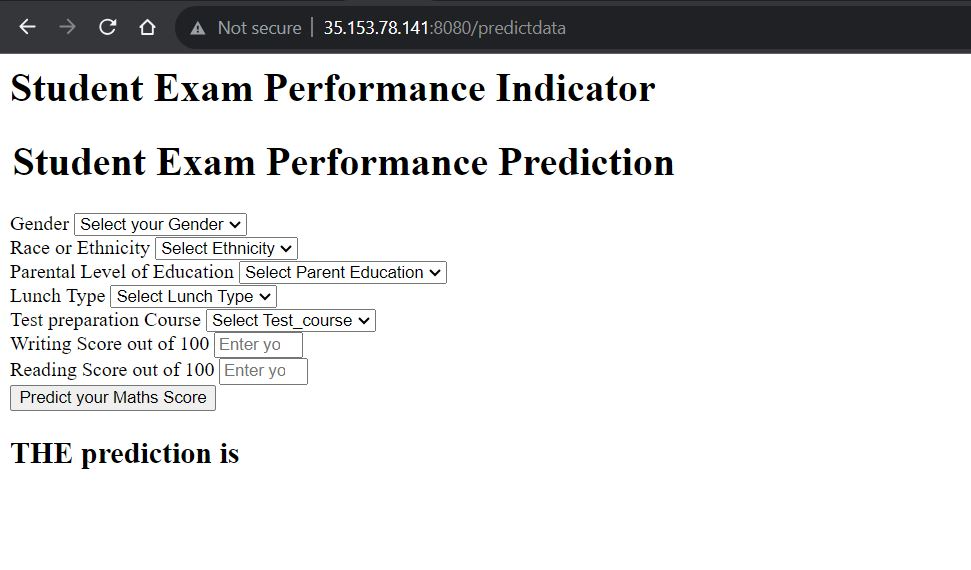 Not secure | 35.153.78.141:8080/predictdata
Student Exam Performance Indicator
Student Exam Performance Prediction
Gender Select your Gender
Race or Ethnicity Select Ethnicity
Parental Level of Education Select Parent Education
Lunch Type Select Lunch Type
Test preparation Course Select Test_course
Writing Score out of 100 Enter yo
Reading Score out of 100 Enter yo
Predict your Maths Score
THE prediction is